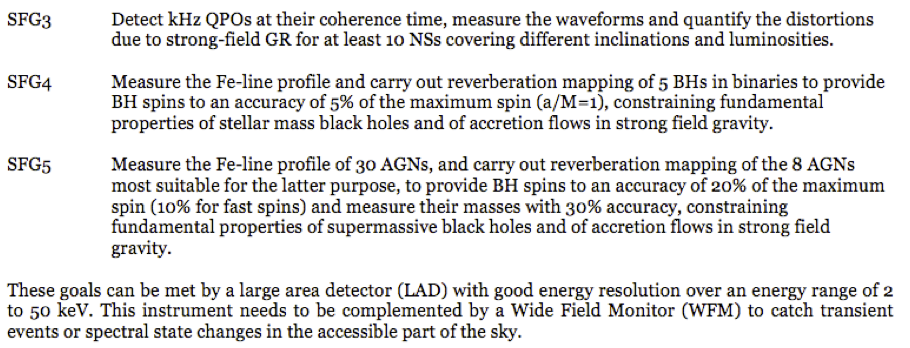 SFG3 Detect kHz QPOs at their coherence time, measure the waveforms and quantify the distortions
due to strong-field GR for at least 10 NSs covering different inclinations and luminosities.
SFG4 Measure the Fe-line profile and carry out reverberation mapping of 5 BHs in binaries to provide
BH spins to an accuracy of 5% of the maximum spin (a/M=1), constraining fundamental
properties of stellar mass black holes and of accretion flows in strong field gravity.
SFG5 Measure the Fe-line profile of 30 AGNs, and carry out reverberation mapping of the 8 AGNs
most suitable for the latter purpose, to provide BH spins to an accuracy of 20% of the maximum
spin (10% for fast spins) and measure their masses with 30% accuracy, constraining
fundamental properties of supermassive black holes and of accretion flows in strong field
gravity.
These goals can be met by a large area detector (LAD) with good energy resolution over an energy range of 2
to 50 keV. This instrument needs to be complemented by a Wide Field Monitor (WFM) to catch transient
events or spectral state changes in the accessible part of the sky.